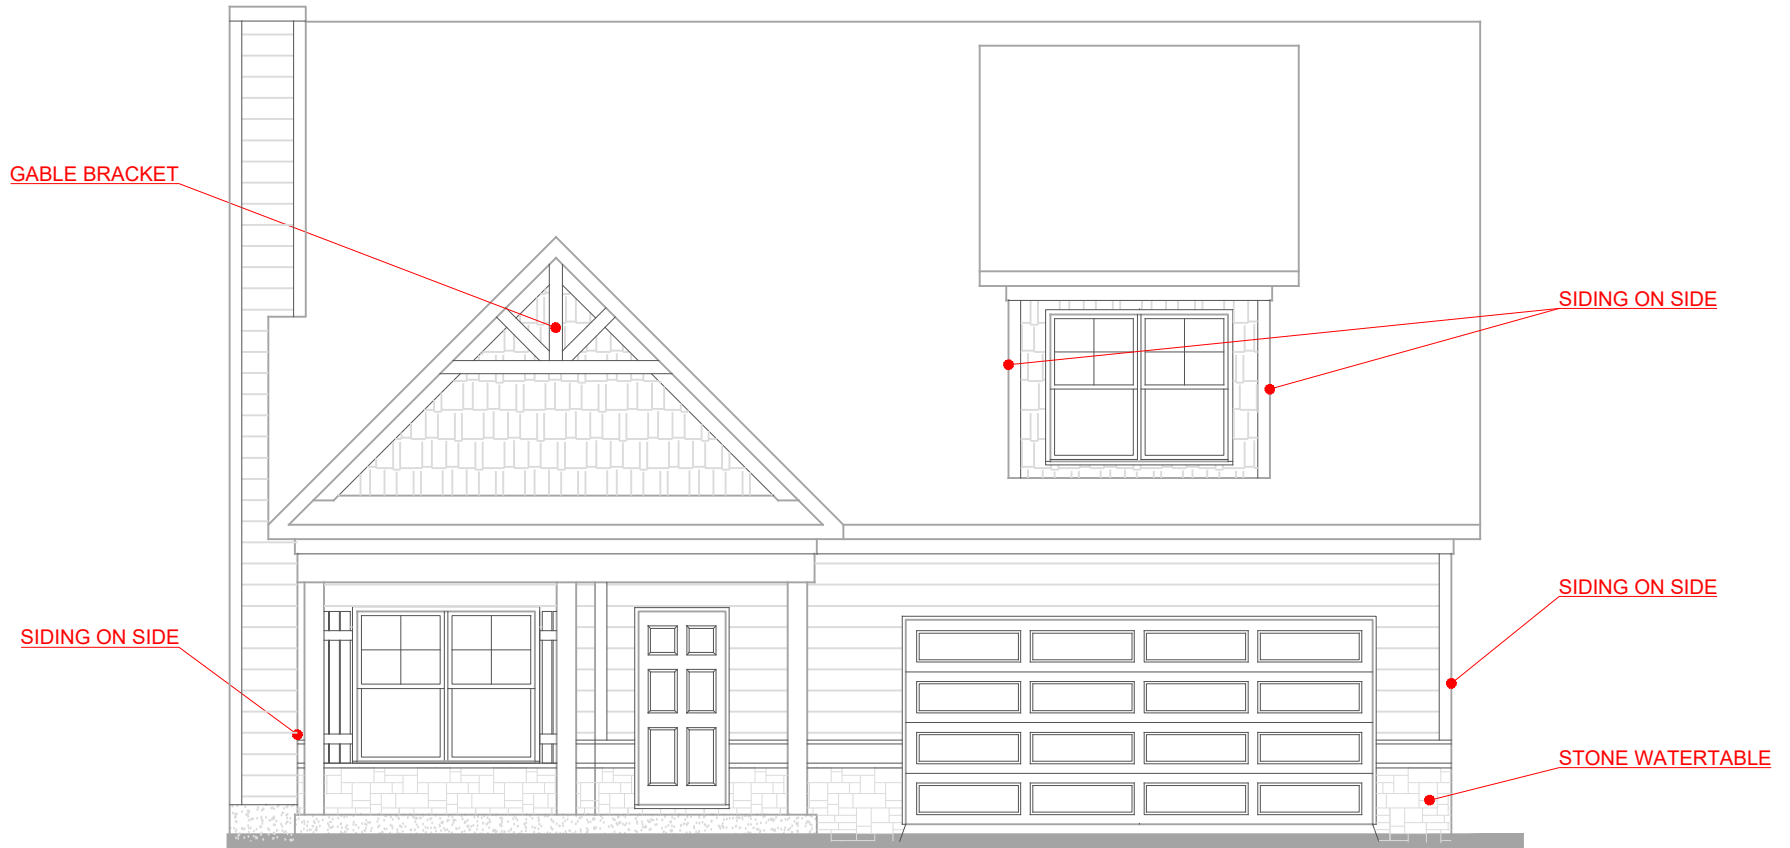 GABLE BRACKET
SIDING ON SIDE
SIDING ON SIDE
SIDING ON SIDE
STONE WATERTABLE